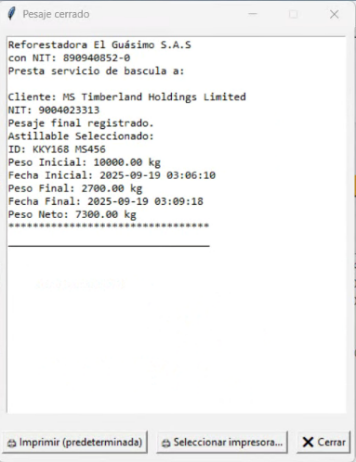 Pesaje cerrado
Reforestadora El Guásimo S.A.S
con NIT: 890940852-0
Presta servicio de bascula a:
Cliente: MS Timberland Holdings Limited
NIT: 9004023313
Pesaje final registrado.
Astillable Seleccionado:
ID: KKY168 MS456
Peso Inicial: 10000.00 kg
Fecha Inicial: 2025-09-19 03:06:10
Peso Final: 2700.00 kg
Fecha Final: 2025-09-19 03:09:18
Peso Neto: 7300.00 kg
*********************************
_________________________________
Imprimir (predeterminada) Seleccionar impresora... Cerrar